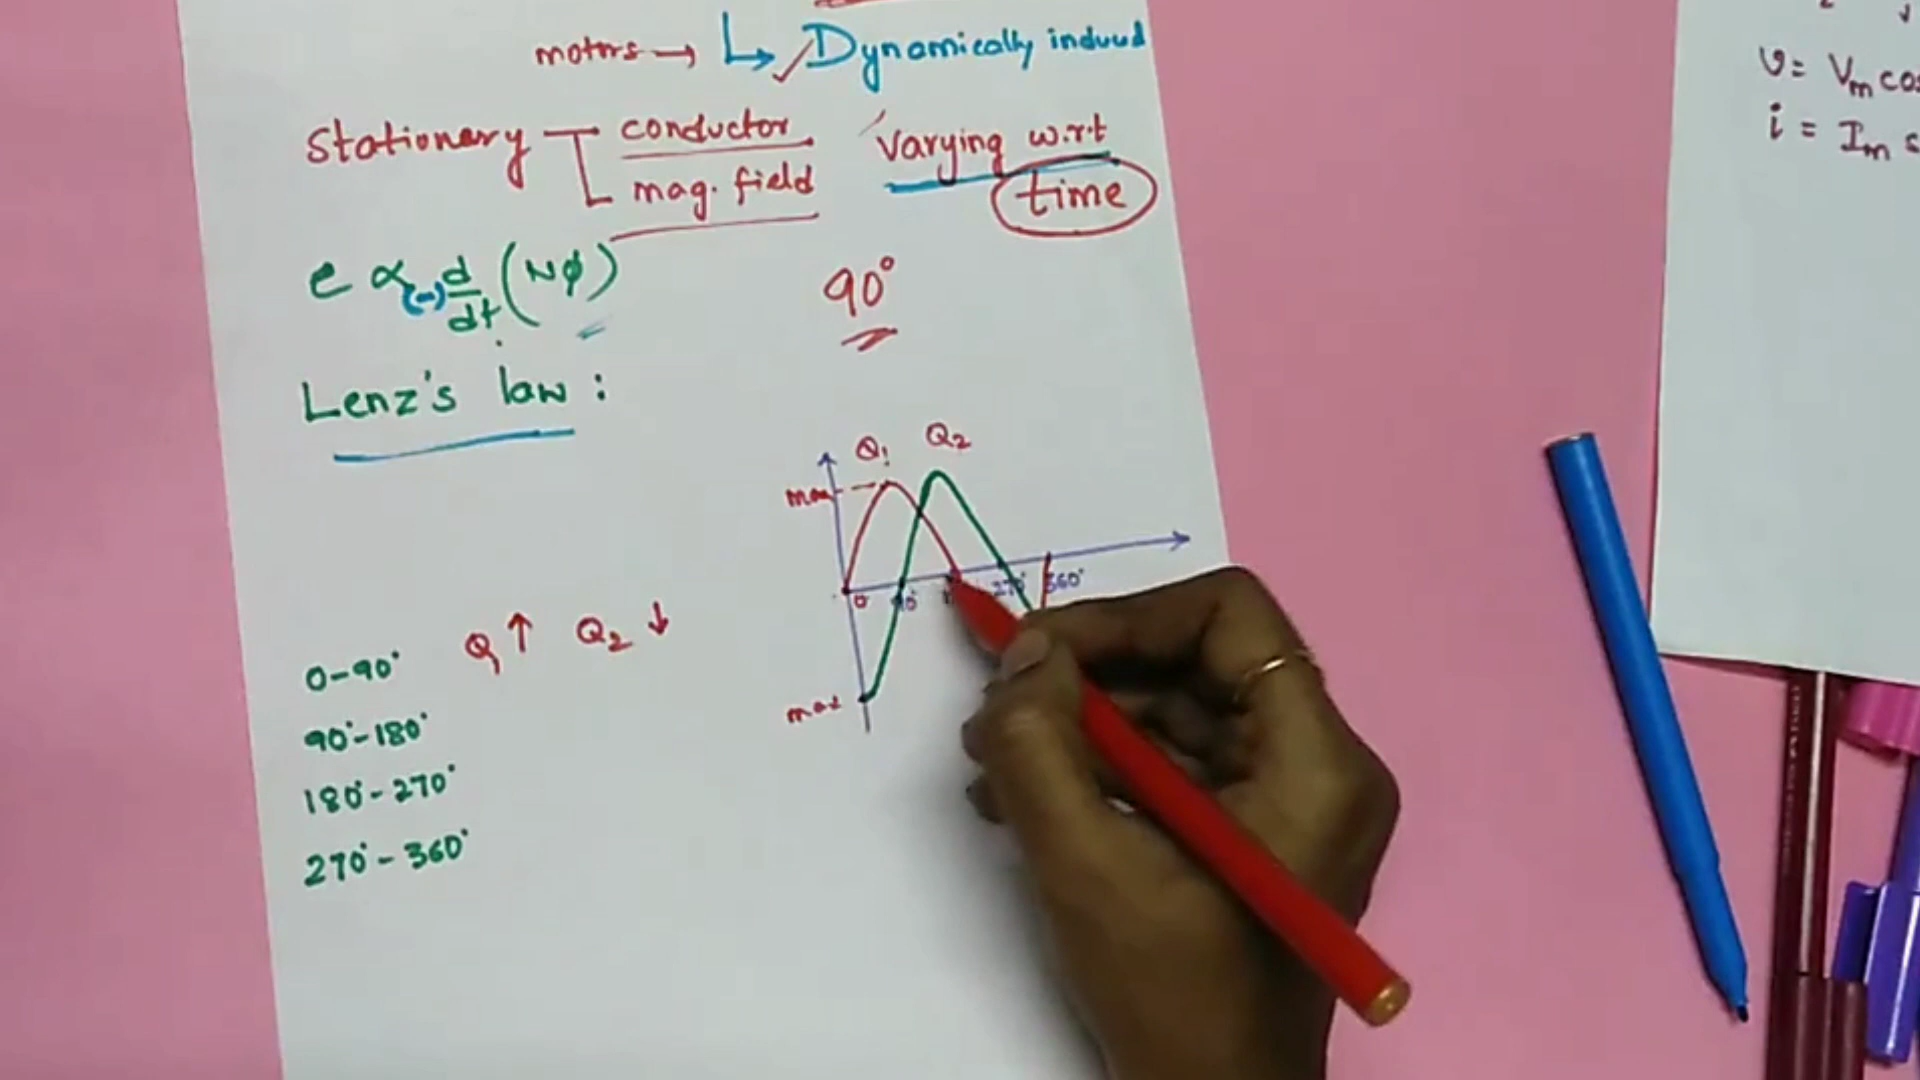 motors → ↳ ✓ Dynamically induced
stationary conductor varying w.r.t
mag. field time
e ∝ (-) d/dt (NΦ)
90°
Lenz's law :
Q1 Q2
max
0 90° 270° 360°
max
0-90° Q1 ↑ Q2 ↓
90°-180°
180°-270°
270°-360°
v = Vm cos
i = Im s